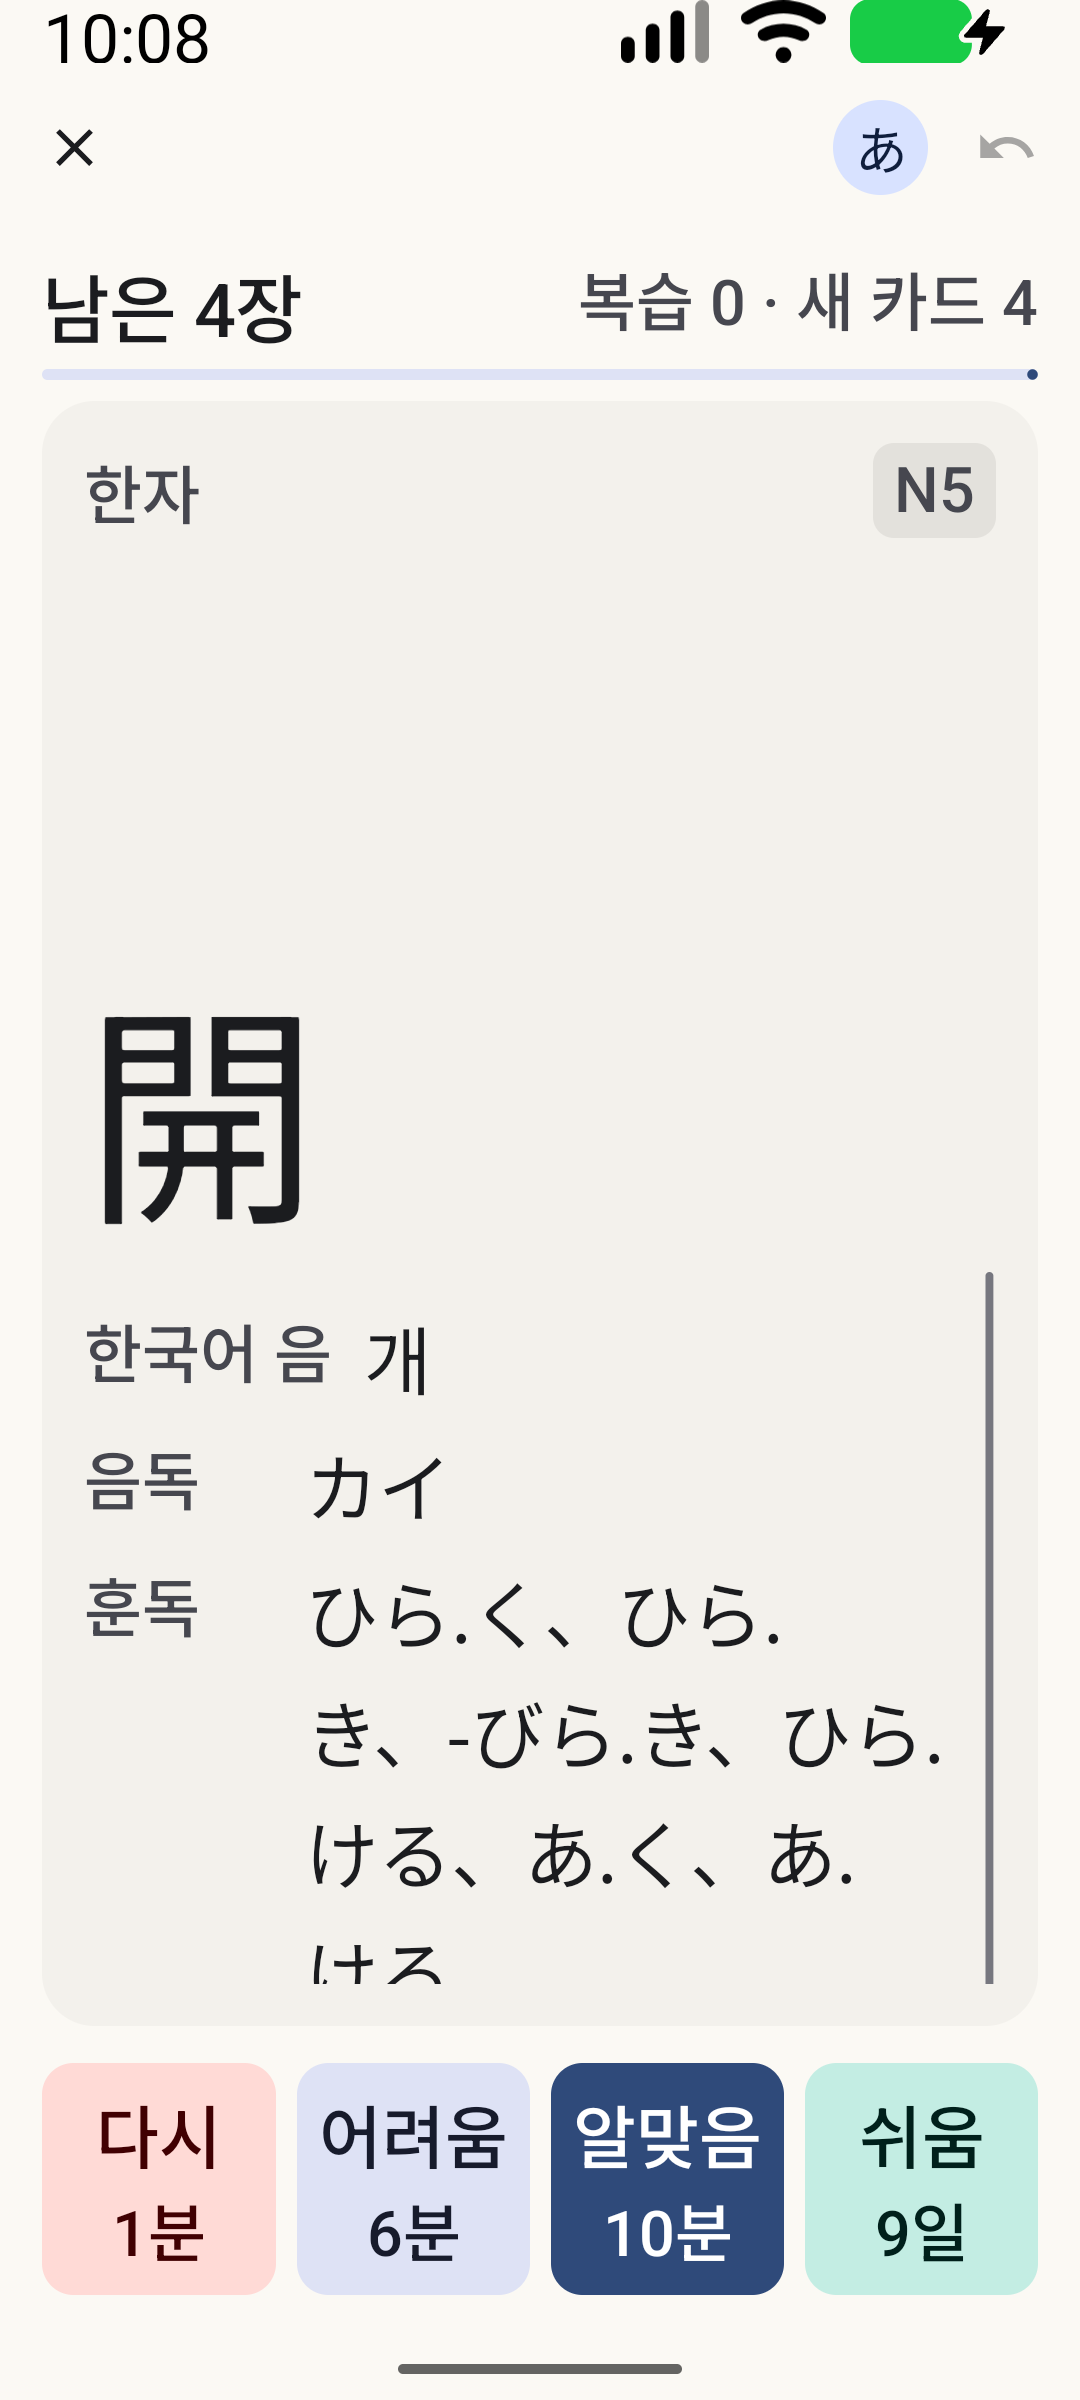 10:08
あ
남은 4장
복습 0 · 새 카드 4
한자
N5
開
한국어 음 개
음독 カイ
훈독 ひら.く、ひら.
き、-びら.き、ひら.
ける、あ.く、あ.
ける
다시 어려움 알맞음 쉬움
1분 6분 10분 9일